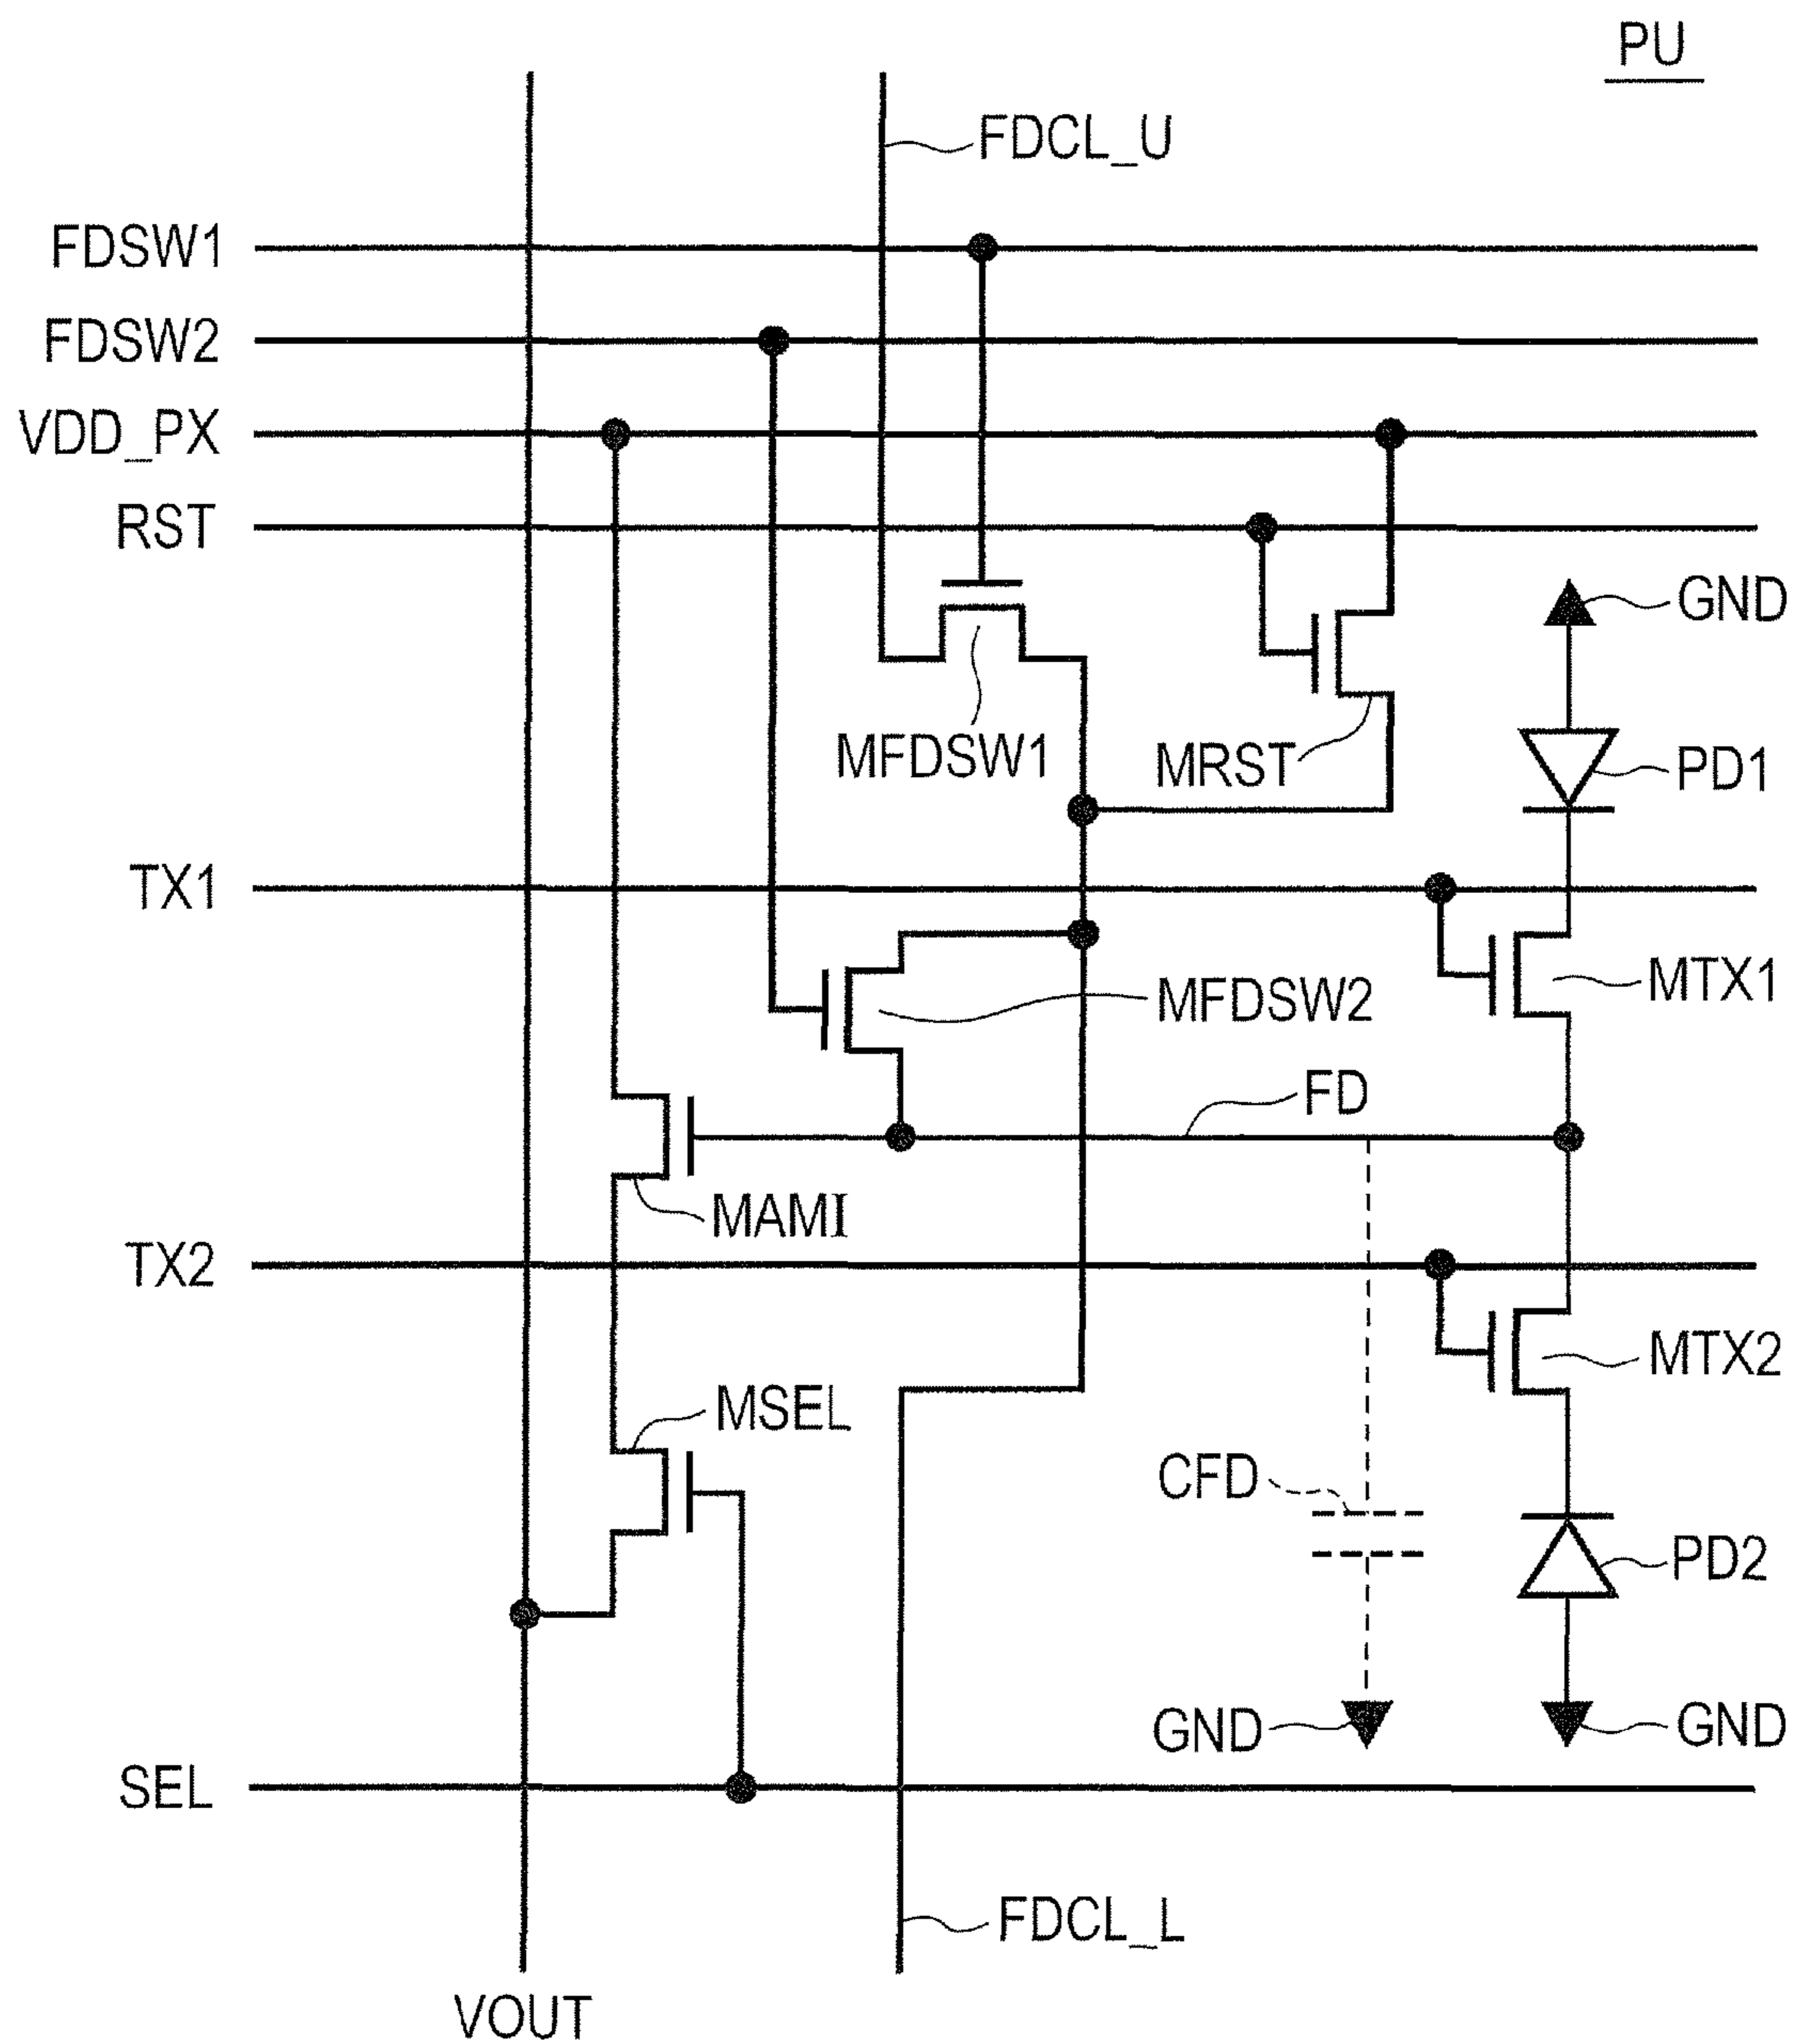 PU
FDCL_U
FDSW1
FDSW2
VDD_PX
RST
GND
MFDSW1
MRST
PD1
TX1
MTX1
MFDSW2
FD
MAMI
TX2
MTX2
MSEL
CFD
PD2
GND
GND
SEL
FDCL_L
VOUT